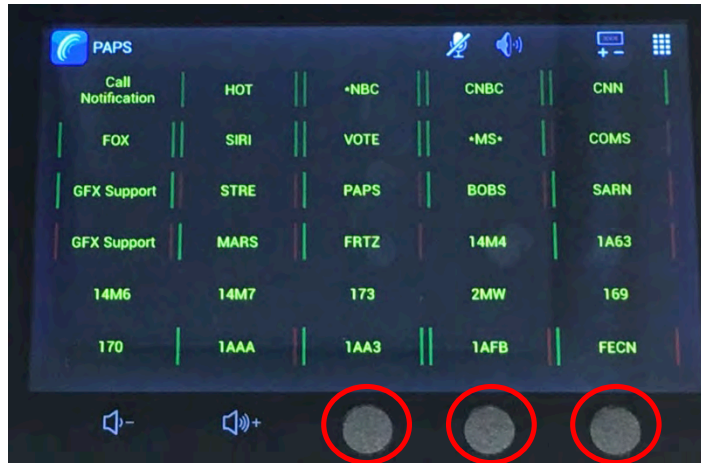 PAPS
Call
Notification
HOT
•NBC
CNBC
CNN
FOX
SIRI
VOTE
•MS•
COMS
GFX Support
STRE
PAPS
BOBS
SARN
GFX Support
MARS
FRTZ
14M4
1A63
14M6
14M7
173
2MW
169
170
1AAA
1AA3
1AFB
FECN